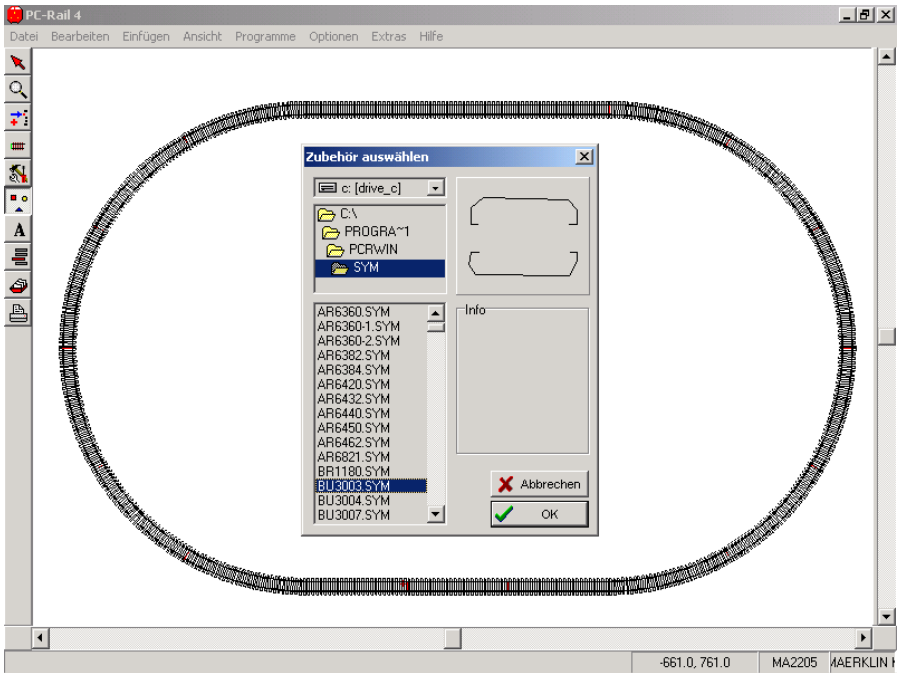 PC-Rail 4
Datei Bearbeiten Einfügen Ansicht Programme Optionen Extras Hilfe
Zubehör auswählen
c: [drive_c]
C:\
PROGRA~1
PCRWIN
SYM
Info
AR6360.SYM
AR6360-1.SYM
AR6360-2.SYM
AR6382.SYM
AR6384.SYM
AR6420.SYM
AR6432.SYM
AR6440.SYM
AR6450.SYM
AR6462.SYM
AR6821.SYM
BR1180.SYM
BU3003.SYM
BU3004.SYM
BU3007.SYM
Abbrechen
OK
A
-661.0, 761.0 MA2205 MAERKLIN